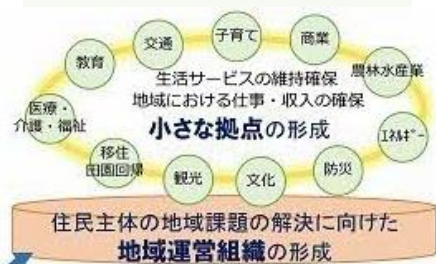 子育て
交通
商業
教育
農林水産業
生活サービスの維持確保
地域における仕事・収入の確保
小さな拠点の形成
医療・
介護・福祉
エネルギー
移住
田園回帰
観光
文化
防災
住民主体の地域課題の解決に向けた
地域運営組織の形成